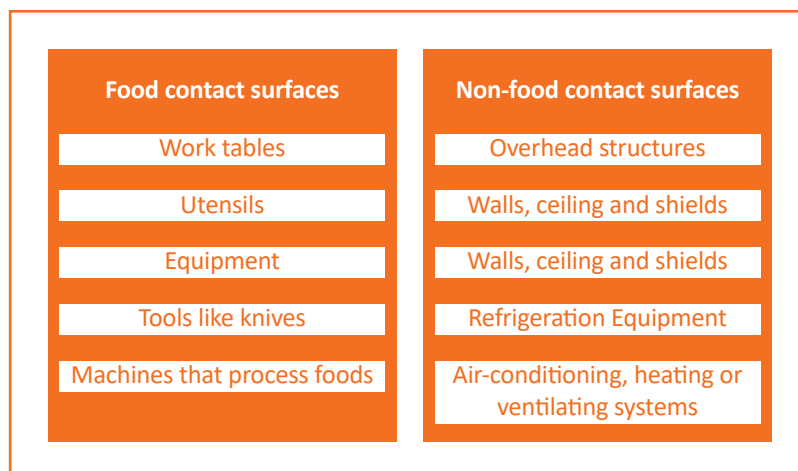 Food contact surfaces
Work tables
Utensils
Equipment
Tools like knives
Machines that process foods
Non-food contact surfaces
Overhead structures
Walls, ceiling and shields
Walls, ceiling and shields
Refrigeration Equipment
Air-conditioning, heating or
ventilating systems